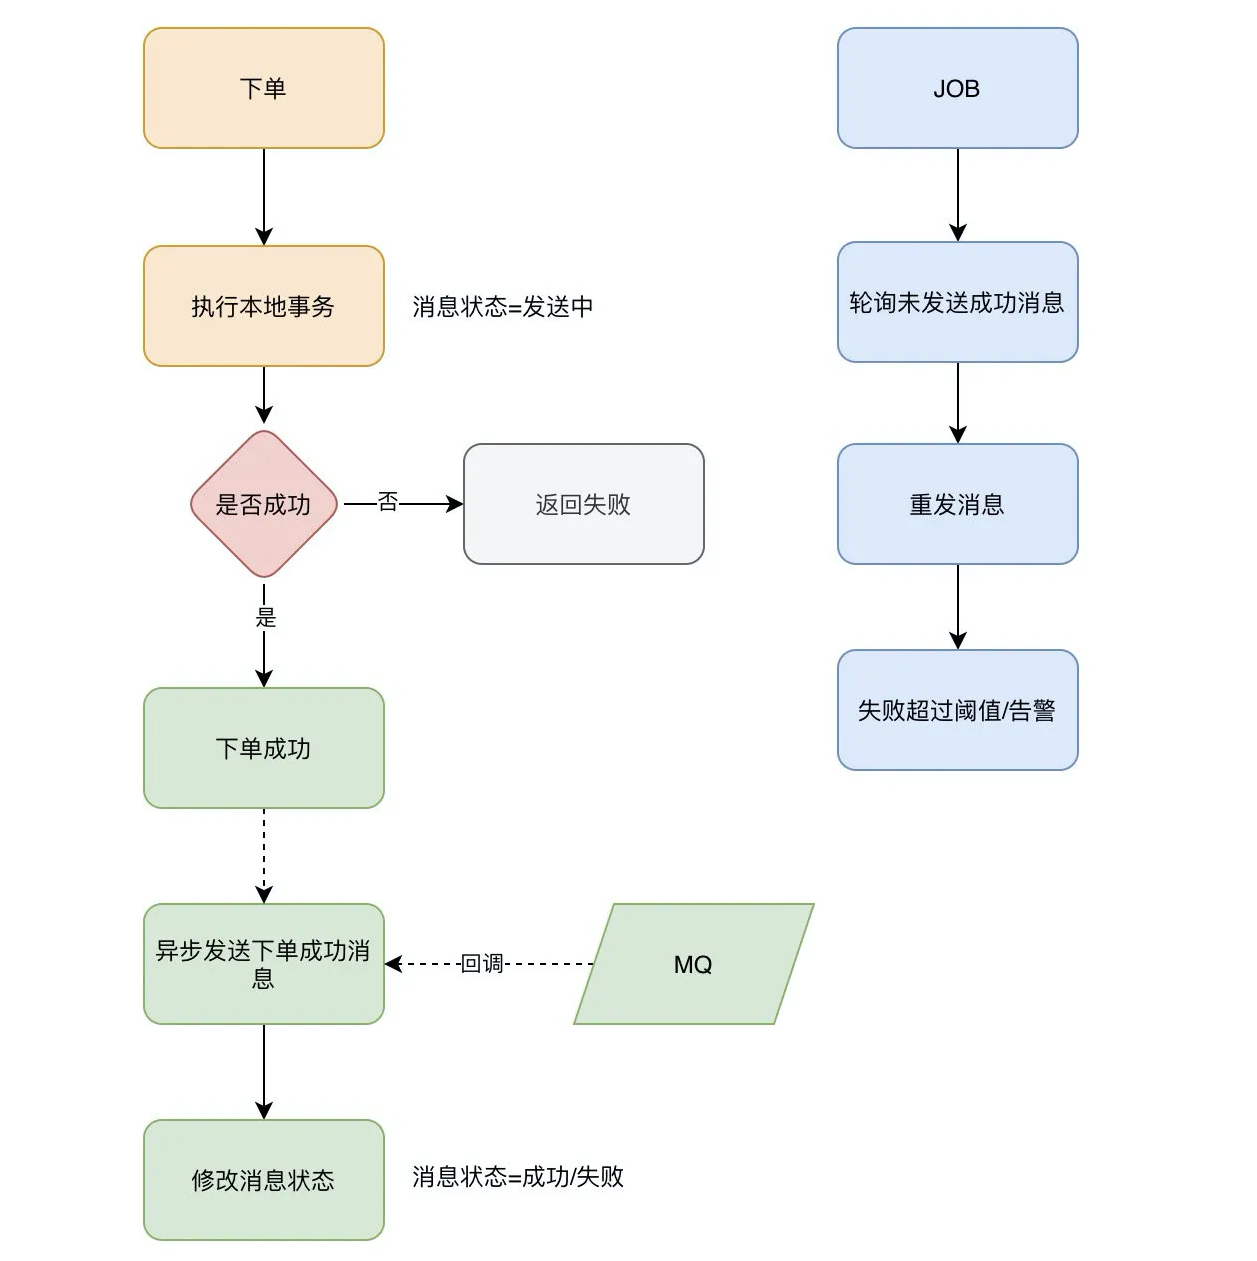 下单
执行本地事务
消息状态=发送中
是否成功
否
返回失败
是
下单成功
异步发送下单成功消
息
回调
MQ
修改消息状态
消息状态=成功/失败
JOB
轮询未发送成功消息
重发消息
失败超过阈值/告警